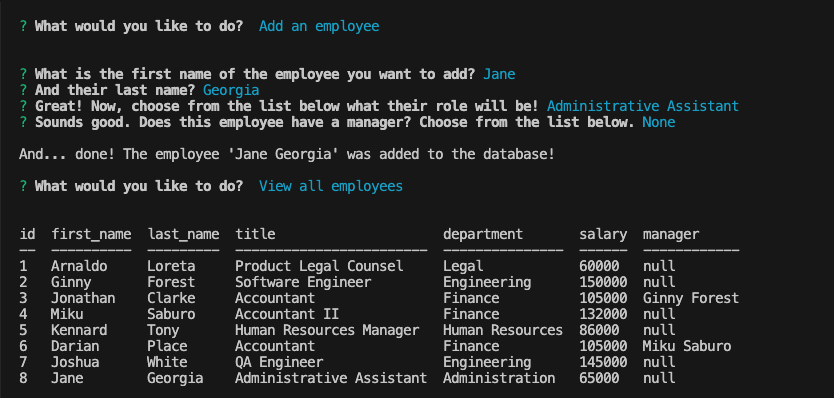 ? What would you like to do?  Add an employee
? What is the first name of the employee you want to add? Jane
? And their last name? Georgia
? Great! Now, choose from the list below what their role will be! Administrative Assistant
? Sounds good. Does this employee have a manager? Choose from the list below. None
And... done! The employee 'Jane Georgia' was added to the database!
? What would you like to do?  View all employees
id  first_name  last_name  title                     department       salary  manager
--  ----------  ---------  ------------------------  ---------------  ------  ------------
1   Arnaldo     Loreta     Product Legal Counsel     Legal            60000   null
2   Ginny       Forest     Software Engineer         Engineering      150000  null
3   Jonathan    Clarke     Accountant                Finance          105000  Ginny Forest
4   Miku        Saburo     Accountant II             Finance          132000  null
5   Kennard     Tony       Human Resources Manager   Human Resources  86000   null
6   Darian      Place      Accountant                Finance          105000  Miku Saburo
7   Joshua      White      QA Engineer               Engineering      145000  null
8   Jane        Georgia    Administrative Assistant  Administration   65000   null